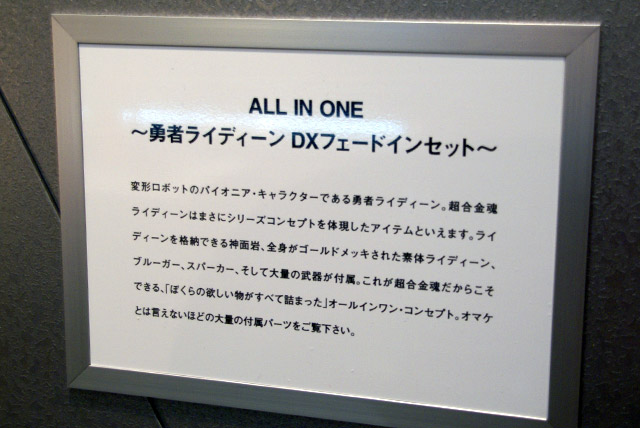 ALL IN ONE
～勇者ライディーン DXフェードインセット～
変形ロボットのパイオニア・キャラクターである勇者ライディーン。超合金魂
ライディーンはまさにシリーズコンセプトを体現したアイテムといえます。ライ
ディーンを格納できる神面岩、全身がゴールドメッキされた素体ライディーン、
ブルーガー、スパーカー、そして大量の武器が付属。これが超合金魂だからこそ
できる、「ぼくらの欲しい物がすべて詰まった」オールインワン・コンセプト。オマケ
とは言えないほどの大量の付属パーツをご覧下さい。